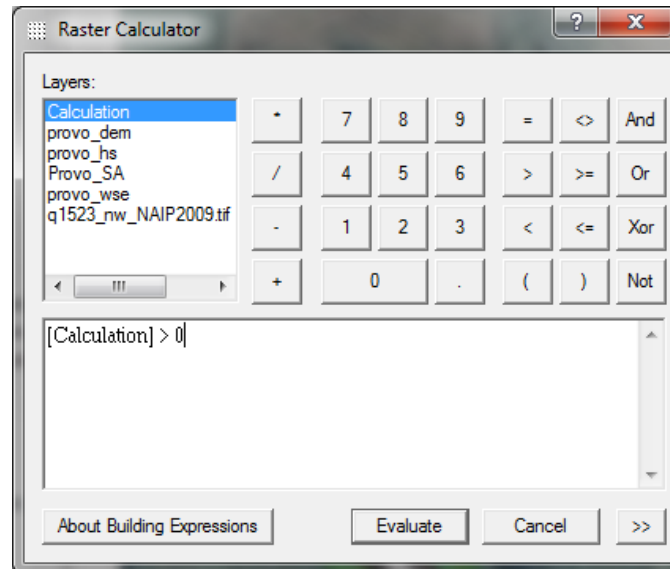 Raster Calculator
?
X
Layers:
Calculation
provo_dem
provo_hs
Provo_SA
provo_wse
q1523_nw_NAIP2009.tif
* 7 8 9 = <> And
/ 4 5 6 > >= Or
- 1 2 3 < <= Xor
+ 0 . ( ) Not
[Calculation] > 0
About Building Expressions Evaluate Cancel >>